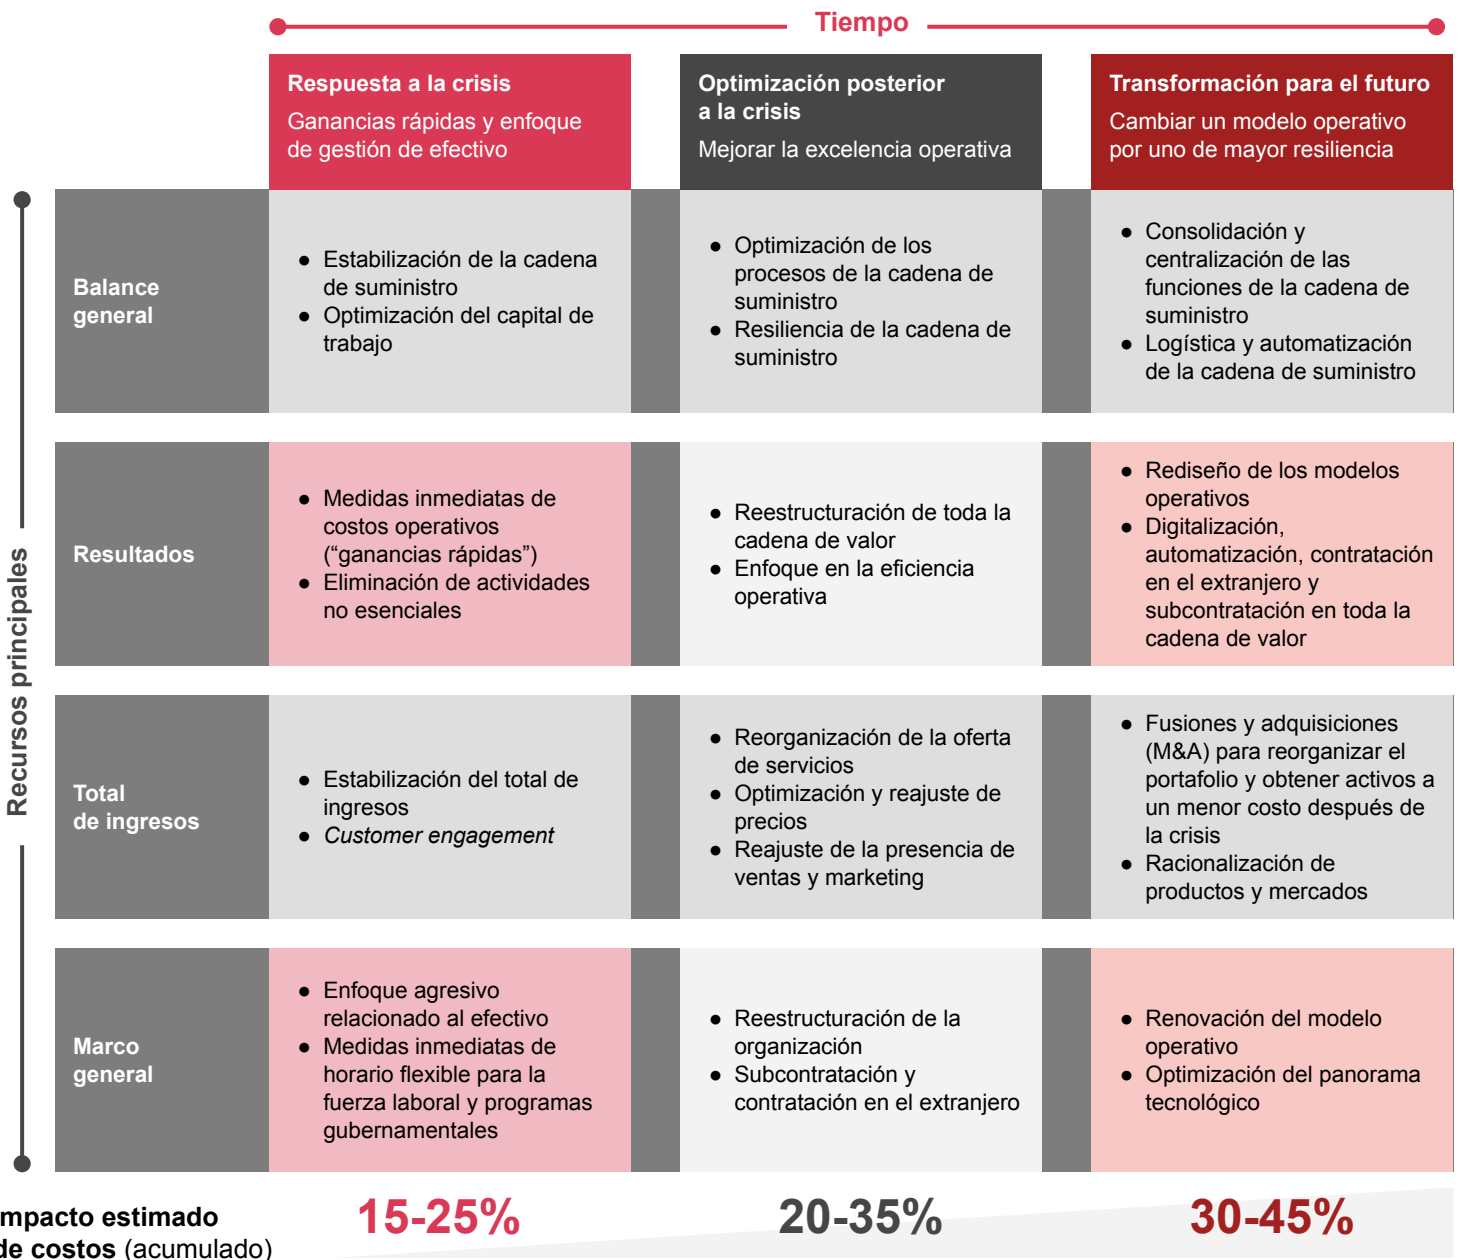 Tiempo
Respuesta a la crisis
Ganancias rápidas y enfoque
de gestión de efectivo
Optimización posterior
a la crisis
Mejorar la excelencia operativa
Transformación para el futuro
Cambiar un modelo operativo
por uno de mayor resiliencia
Recursos principales
Balance
general
● Estabilización de la cadena
de suministro
● Optimización del capital de
trabajo
● Optimización de los
procesos de la cadena de
suministro
● Resiliencia de la cadena de
suministro
● Consolidación y
centralización de las
funciones de la cadena de
suministro
● Logística y automatización
de la cadena de suministro
Resultados
● Medidas inmediatas de
costos operativos
(“ganancias rápidas”)
● Eliminación de actividades
no esenciales
● Reestructuración de toda la
cadena de valor
● Enfoque en la eficiencia
operativa
● Rediseño de los modelos
operativos
● Digitalización,
automatización, contratación
en el extranjero y
subcontratación en toda la
cadena de valor
Total
de ingresos
● Estabilización del total de
ingresos
● Customer engagement
● Reorganización de la oferta
de servicios
● Optimización y reajuste de
precios
● Reajuste de la presencia de
ventas y marketing
● Fusiones y adquisiciones
(M&A) para reorganizar el
portafolio y obtener activos a
un menor costo después de
la crisis
● Racionalización de
productos y mercados
Marco
general
● Enfoque agresivo
relacionado al efectivo
● Medidas inmediatas de
horario flexible para la
fuerza laboral y programas
gubernamentales
● Reestructuración de la
organización
● Subcontratación y
contratación en el extranjero
● Renovación del modelo
operativo
● Optimización del panorama
tecnológico
mpacto estimado
de costos (acumulado)
15-25%
20-35%
30-45%